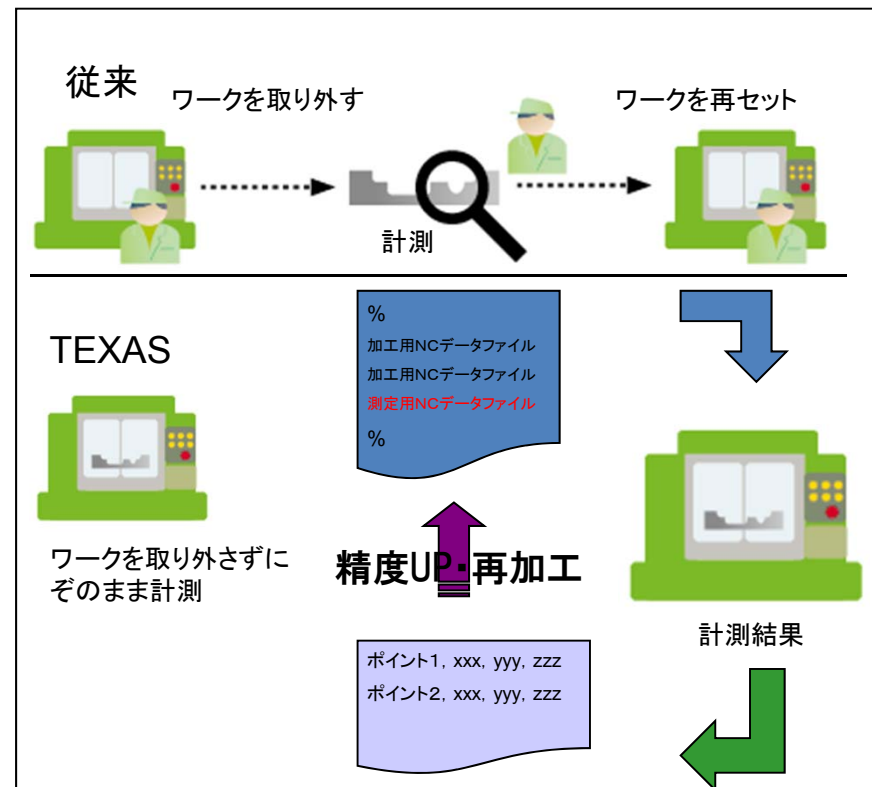 従来
ワークを取り外す
ワークを再セット
計測
TEXAS
%
加工用NCデータファイル
加工用NCデータファイル
測定用NCデータファイル
%
ワークを取り外さずに
ぞのまま計測
精度UP・再加工
計測結果
ポイント1, xxx, yyy, zzz
ポイント2, xxx, yyy, zzz